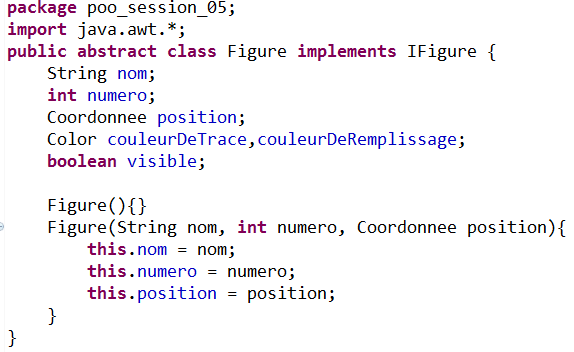 package poo_session_05;
import java.awt.*;
public abstract class Figure implements IFigure {
    String nom;
    int numero;
    Coordonnee position;
    Color couleurDeTrace,couleurDeRemplissage;
    boolean visible;

    Figure(){}
    Figure(String nom, int numero, Coordonnee position){
        this.nom = nom;
        this.numero = numero;
        this.position = position;
    }
}